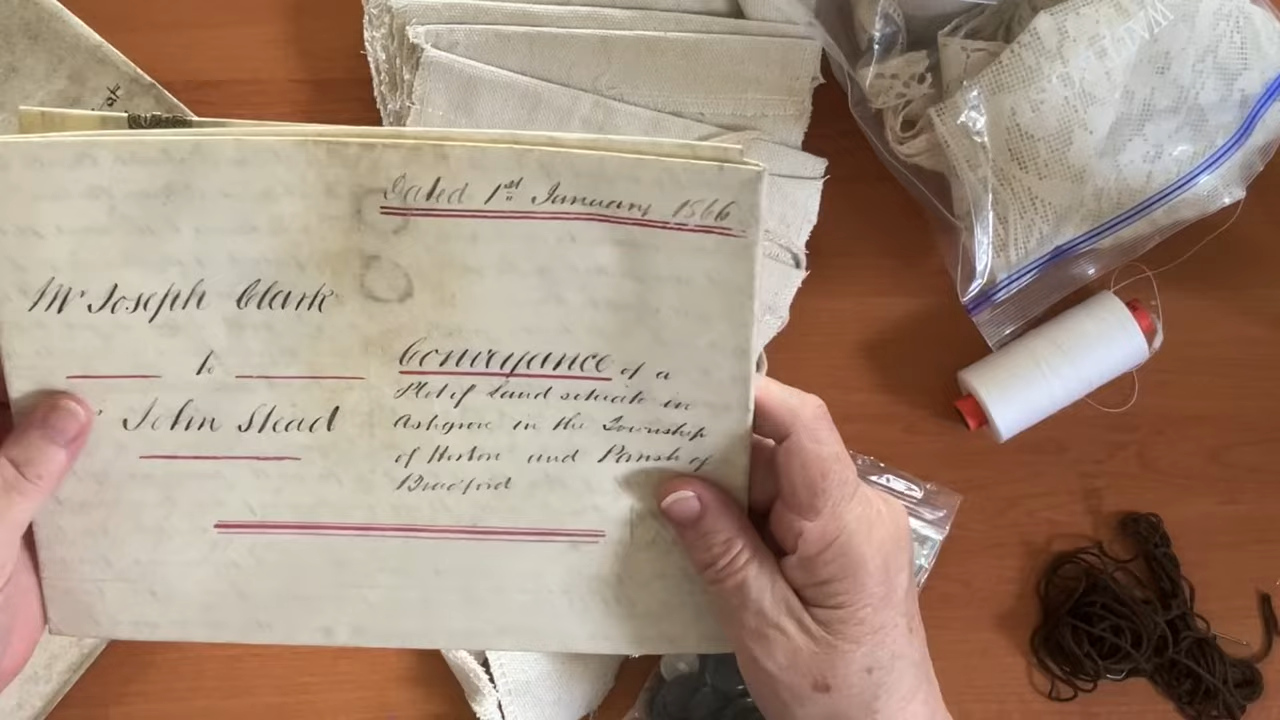 Dated 1st January 1866
Mr Joseph Clark
to
John Stead
Conveyance of a
Plot of Land situate in
Ashgrove in the Township
of Horton and Parish of
Bradford